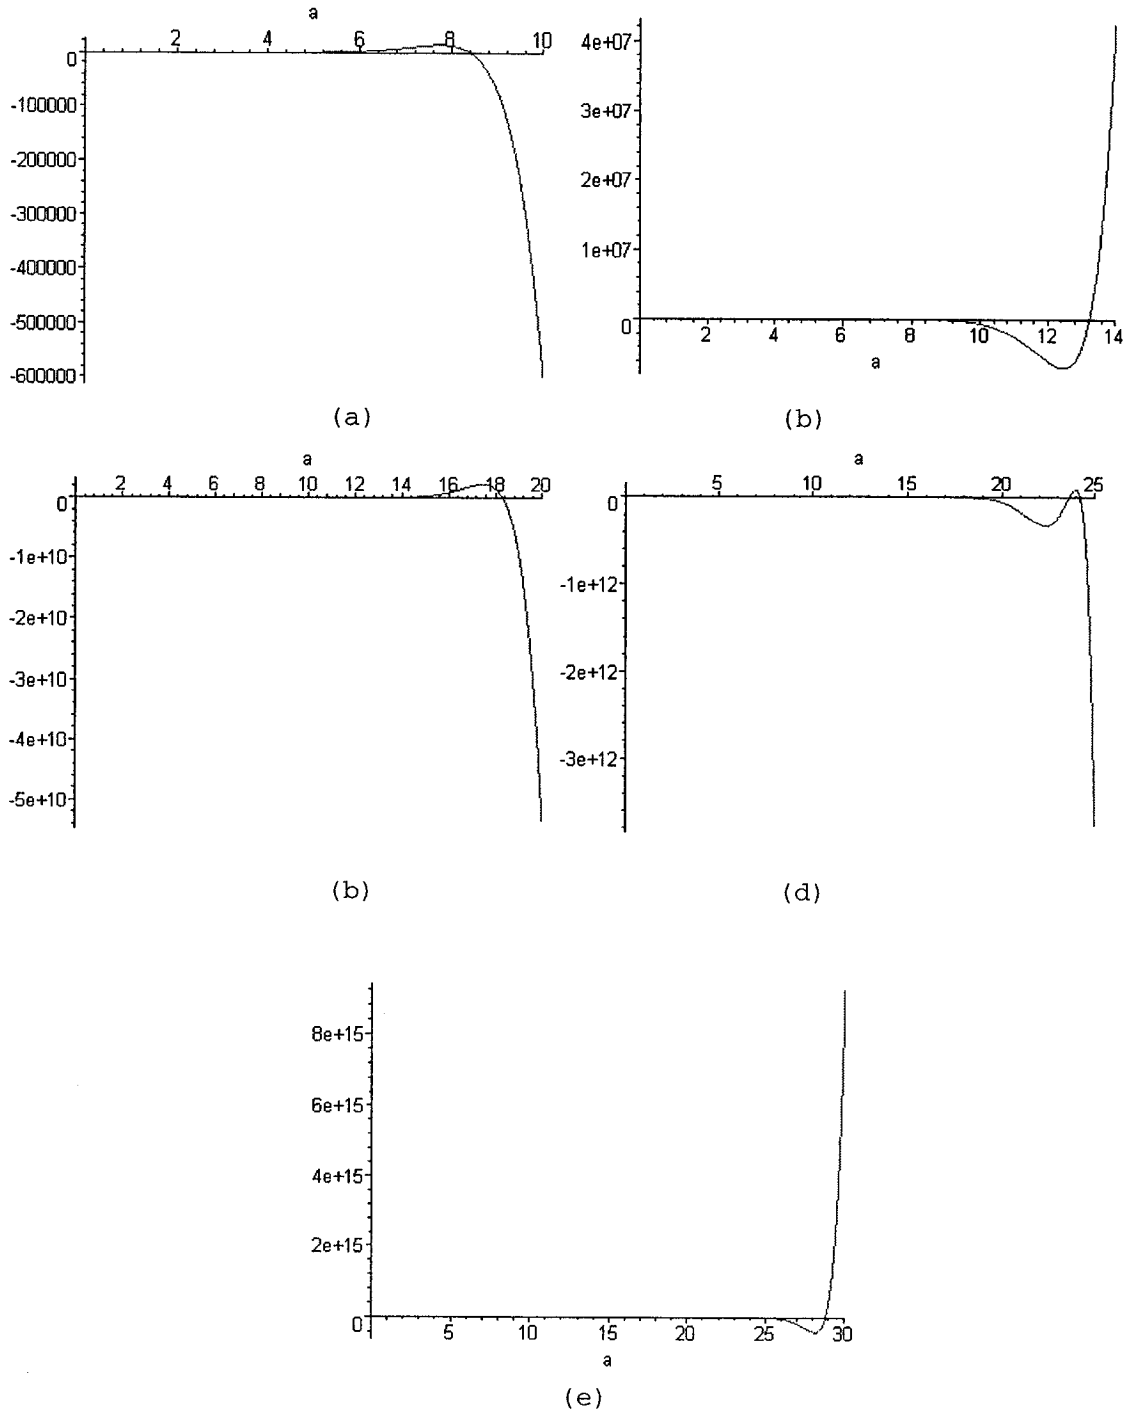 a
2 4 6 8 10
0
-100000
-200000
-300000
-400000
-500000
-600000
(a)
4e+07
3e+07
2e+07
1e+07
0
2 4 6 8 10 12 14
a
(b)
a
2 4 6 8 10 12 14 16 18 20
0
-1e+10
-2e+10
-3e+10
-4e+10
-5e+10
(b)
a
5 10 15 20 25
0
-1e+12
-2e+12
-3e+12
(d)
8e+15
6e+15
4e+15
2e+15
0
5 10 15 20 25 30
a
(e)